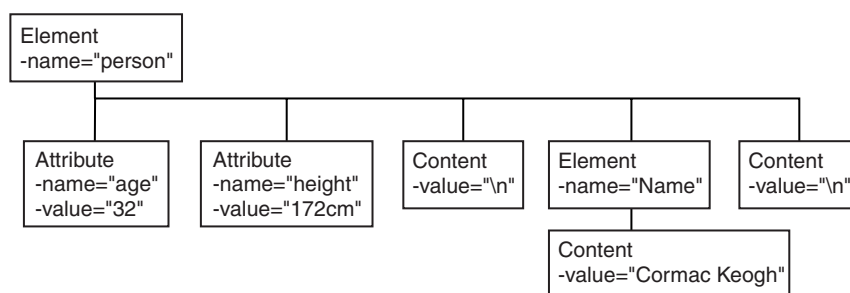 Element
-name="person"
Attribute
-name="age"
-value="32"
Attribute
-name="height"
-value="172cm"
Content
-value="\n"
Element
-name="Name"
Content
-value="\n"
Content
-value="Cormac Keogh"